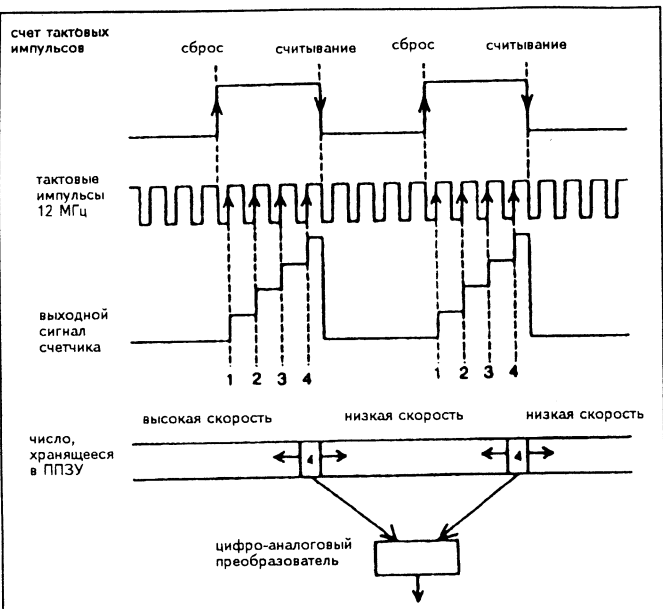 счет тактовых
импульсов
сброс
считывание
сброс
считывание
тактовые
импульсы
12 МГц
выходной
сигнал
счетчика
1 2 3 4
1 2 3 4
высокая скорость
низкая скорость
низкая скорость
число,
хранящееся
в ППЗУ
4
4
цифро-аналоговый
преобразователь